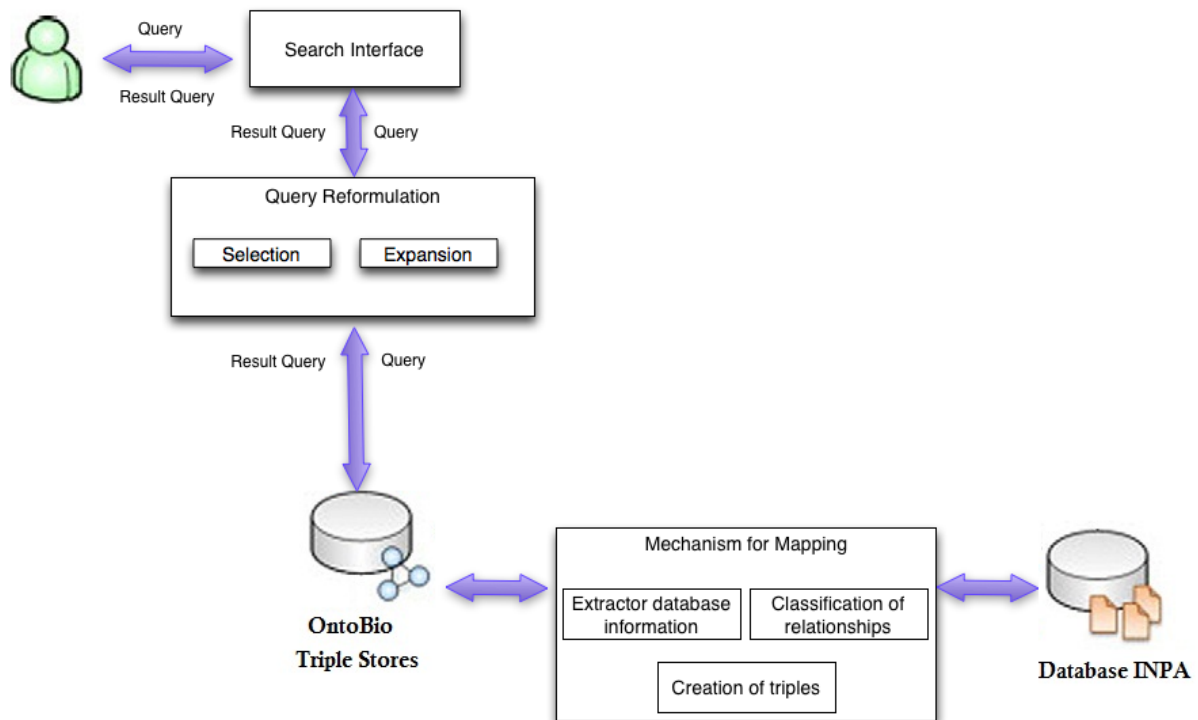 Query
Result Query
Search Interface
Result Query
Query
Query Reformulation
Selection
Expansion
Result Query
Query
OntoBio
Triple Stores
Mechanism for Mapping
Extractor database
information
Classification of
relationships
Creation of triples
Database INPA